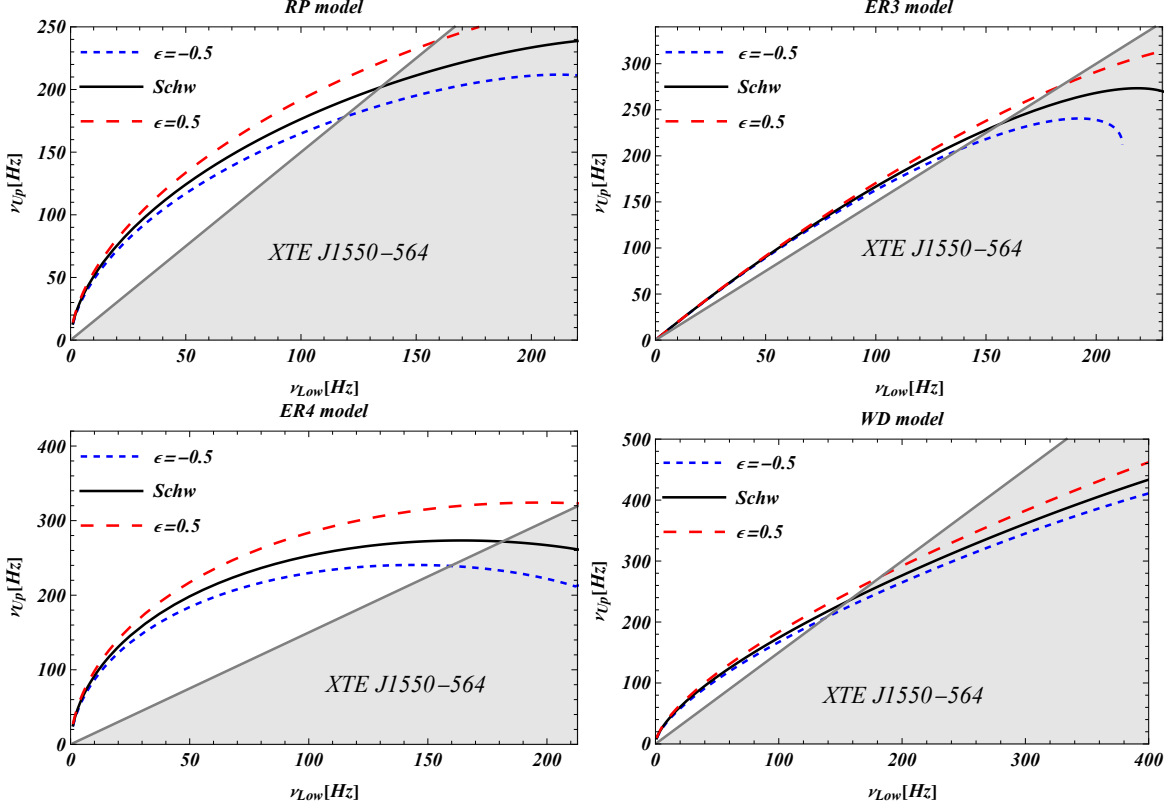 RP model
250
200
150
100
50
0
ν_Up[Hz]
ϵ=−0.5
Schw
ϵ=0.5
XTE J1550−564
0 50 100 150 200
ν_Low[Hz]
ER3 model
300
250
200
150
100
50
0
ν_Up[Hz]
ϵ=−0.5
Schw
ϵ=0.5
XTE J1550−564
0 50 100 150 200
ν_Low[Hz]
ER4 model
400
300
200
100
0
ν_Up[Hz]
ϵ=−0.5
Schw
ϵ=0.5
XTE J1550−564
0 50 100 150 200
ν_Low[Hz]
WD model
500
400
300
200
100
0
ν_Up[Hz]
ϵ=−0.5
Schw
ϵ=0.5
XTE J1550−564
0 100 200 300 400
ν_Low[Hz]